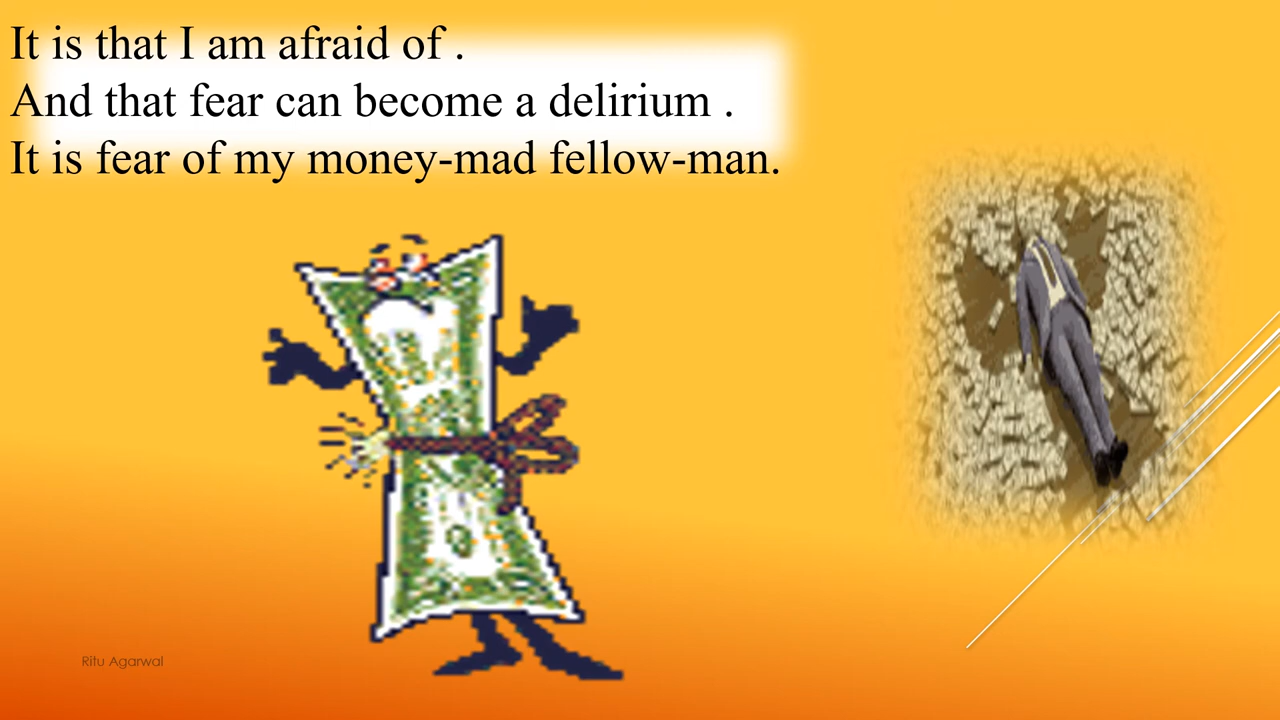 It is that I am afraid of .
And that fear can become a delirium .
It is fear of my money-mad fellow-man.
Ritu Agarwal